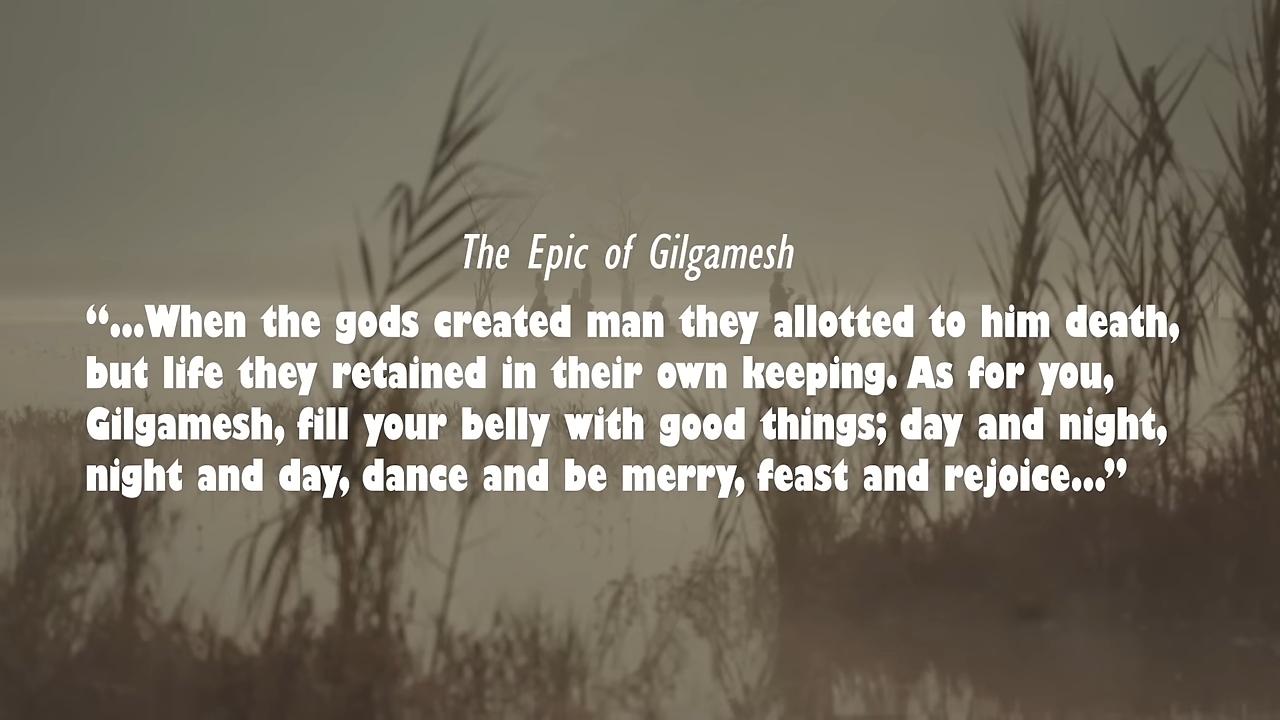 The Epic of Gilgamesh
“...When the gods created man they allotted to him death,
but life they retained in their own keeping. As for you,
Gilgamesh, fill your belly with good things; day and night,
night and day, dance and be merry, feast and rejoice...”